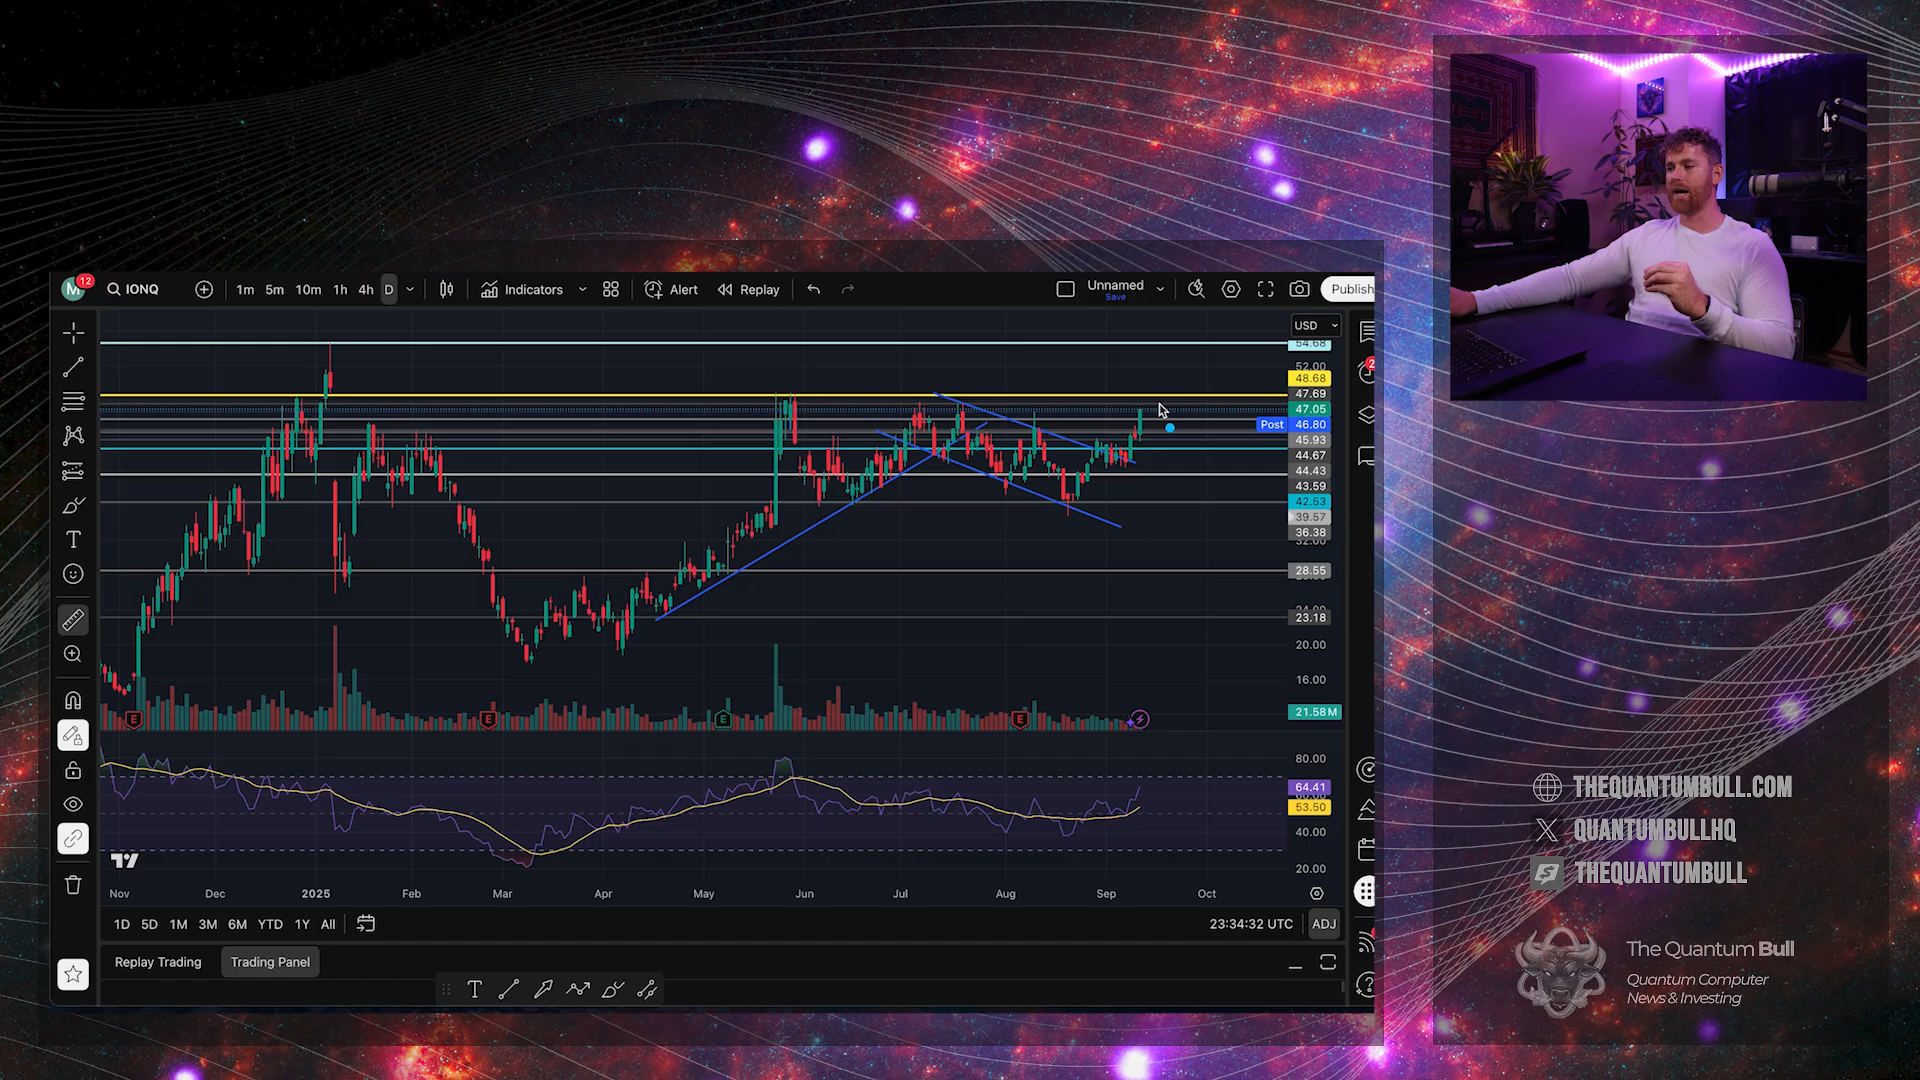 M
12
IONQ
1m 5m 10m 1h 4h D
Indicators
Alert
Replay
Unnamed
Save
Publish
USD
54.68
52.00
48.68
47.69
47.05
Post 46.80
45.93
44.67
44.43
43.59
42.53
39.57
36.38
32.00
28.55
24.00
23.18
20.00
16.00
21.58M
E
E
E
E
80.00
64.41
53.50
40.00
20.00
Nov Dec 2025 Feb Mar Apr May Jun Jul Aug Sep Oct
1D 5D 1M 3M 6M YTD 1Y All
23:34:32 UTC
ADJ
Replay Trading
Trading Panel
THEQUANTUMBULL.COM
QUANTUMBULLHQ
THEQUANTUMBULL
The Quantum Bull
Quantum Computer
News & Investing